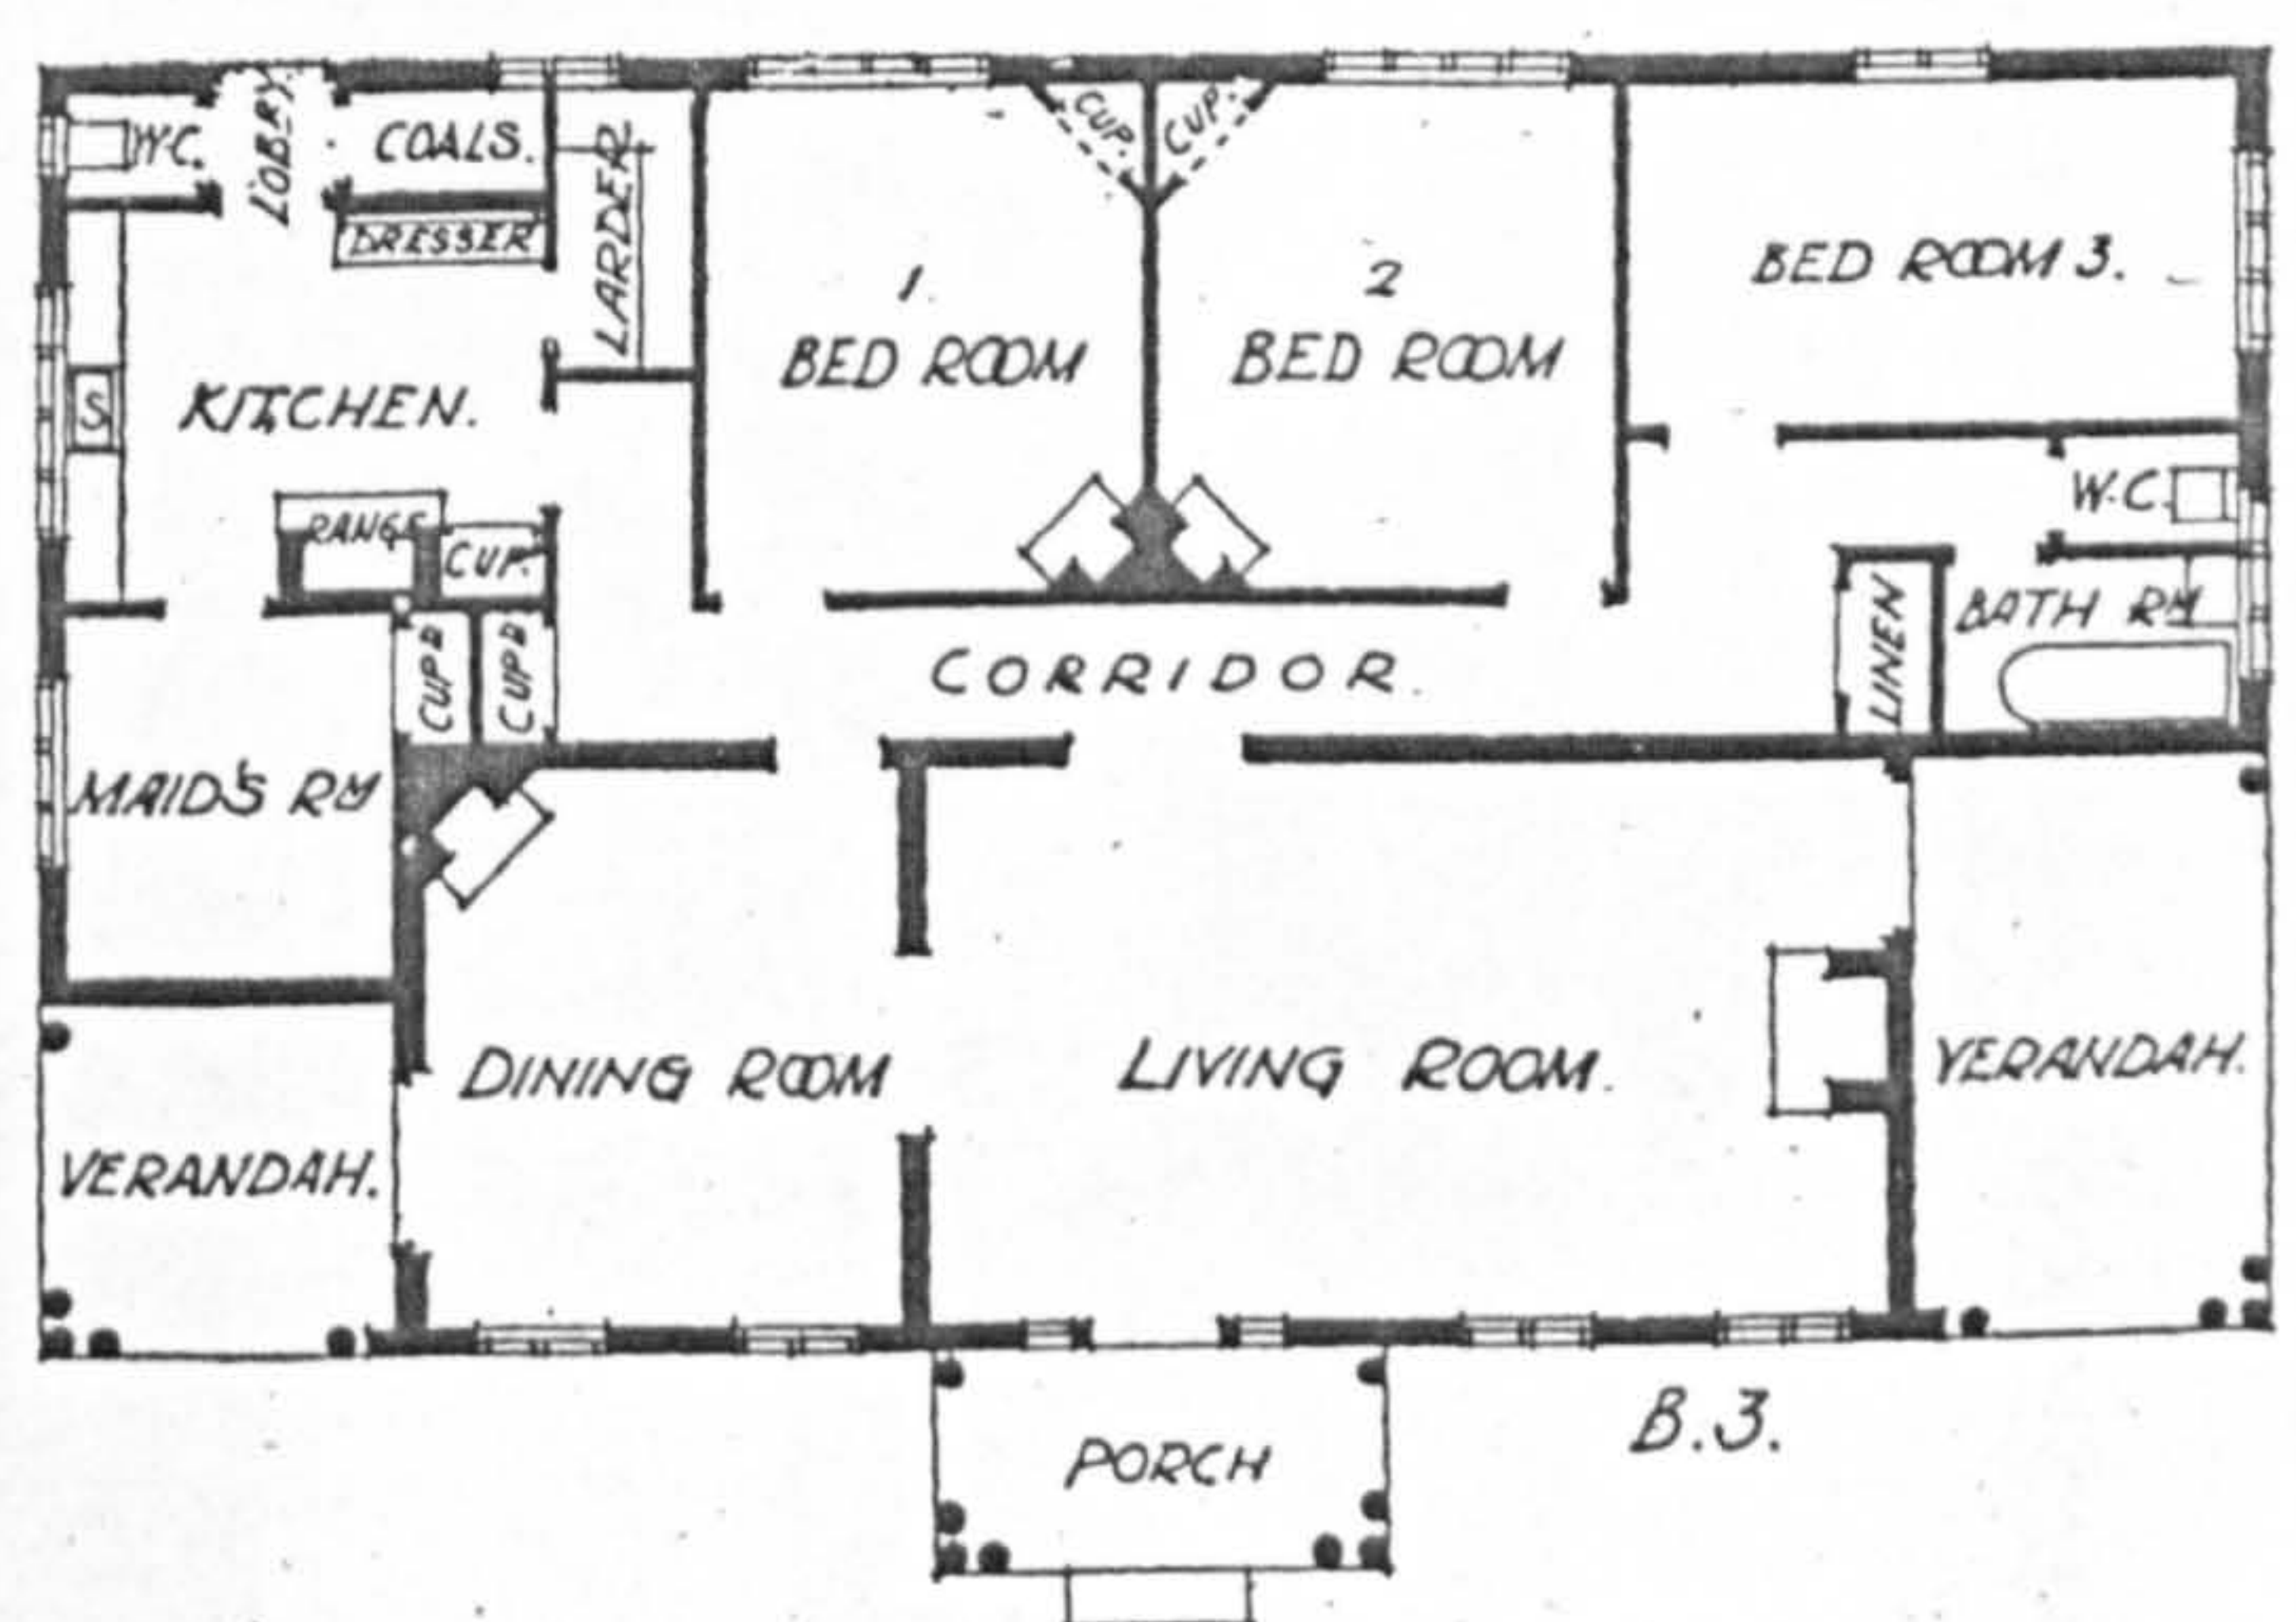 W.C.
LOBBY.
COALS.
LARDER
CUP.
CUP.
DRESSER
1.
BED ROOM
2
BED ROOM
BED ROOM 3.
S
KITCHEN.
RANGE
CUP.
W.C.
CUPD
CUPD
CORRIDOR.
LINEN
BATH RM
MAID'S RM
DINING ROOM
LIVING ROOM.
VERANDAH.
VERANDAH.
PORCH
B.3.